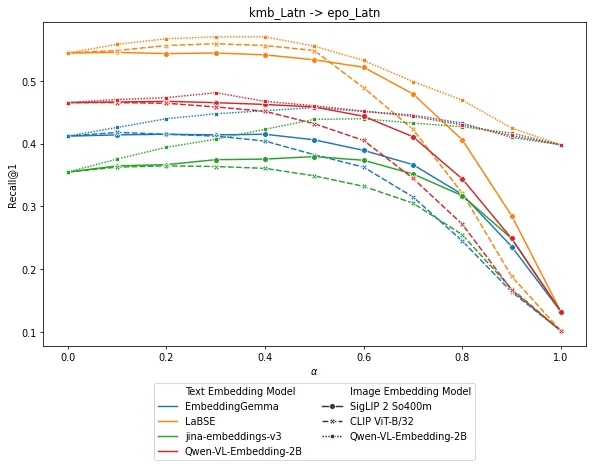 kmb_Latn -> epo_Latn
Recall@1
0.5
0.4
0.3
0.2
0.1
0.0 0.2 0.4 0.6 0.8 1.0
α
Text Embedding Model Image Embedding Model
EmbeddingGemma SigLIP 2 So400m
LaBSE CLIP ViT-B/32
jina-embeddings-v3 Qwen-VL-Embedding-2B
Qwen-VL-Embedding-2B